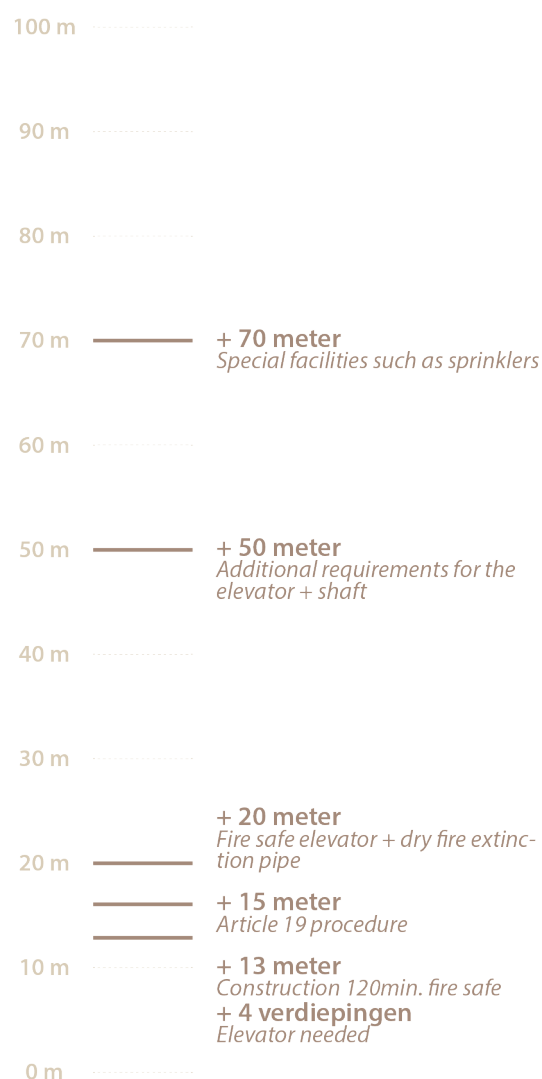 100 m
90 m
80 m
70 m
+ 70 meter
Special facilities such as sprinklers
60 m
50 m
+ 50 meter
Additional requirements for the
elevator + shaft
40 m
30 m
+ 20 meter
Fire safe elevator + dry fire extinc-
tion pipe
20 m
+ 15 meter
Article 19 procedure
10 m
+ 13 meter
Construction 120min. fire safe
+ 4 verdiepingen
Elevator needed
0 m